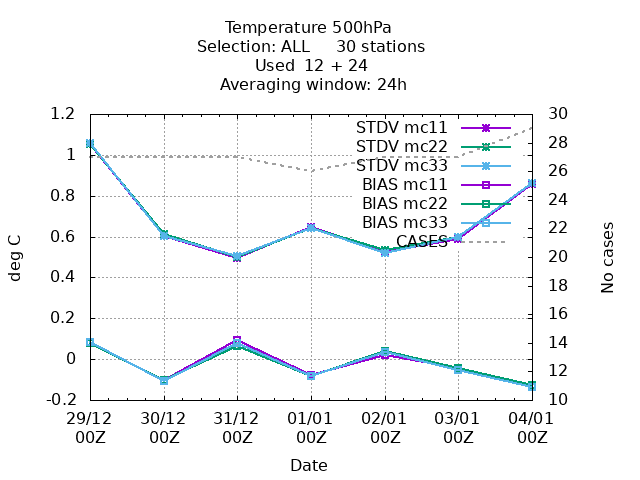 Temperature 500hPa
Selection: ALL     30 stations
Used  12 + 24
Averaging window: 24h
deg C
No cases
1.2
1
0.8
0.6
0.4
0.2
0
-0.2
30
28
26
24
22
20
18
16
14
12
10
STDV mc11
STDV mc22
STDV mc33
BIAS mc11
BIAS mc22
BIAS mc33
CASES
29/12 30/12 31/12 01/01 02/01 03/01 04/01
00Z 00Z 00Z 00Z 00Z 00Z 00Z
Date